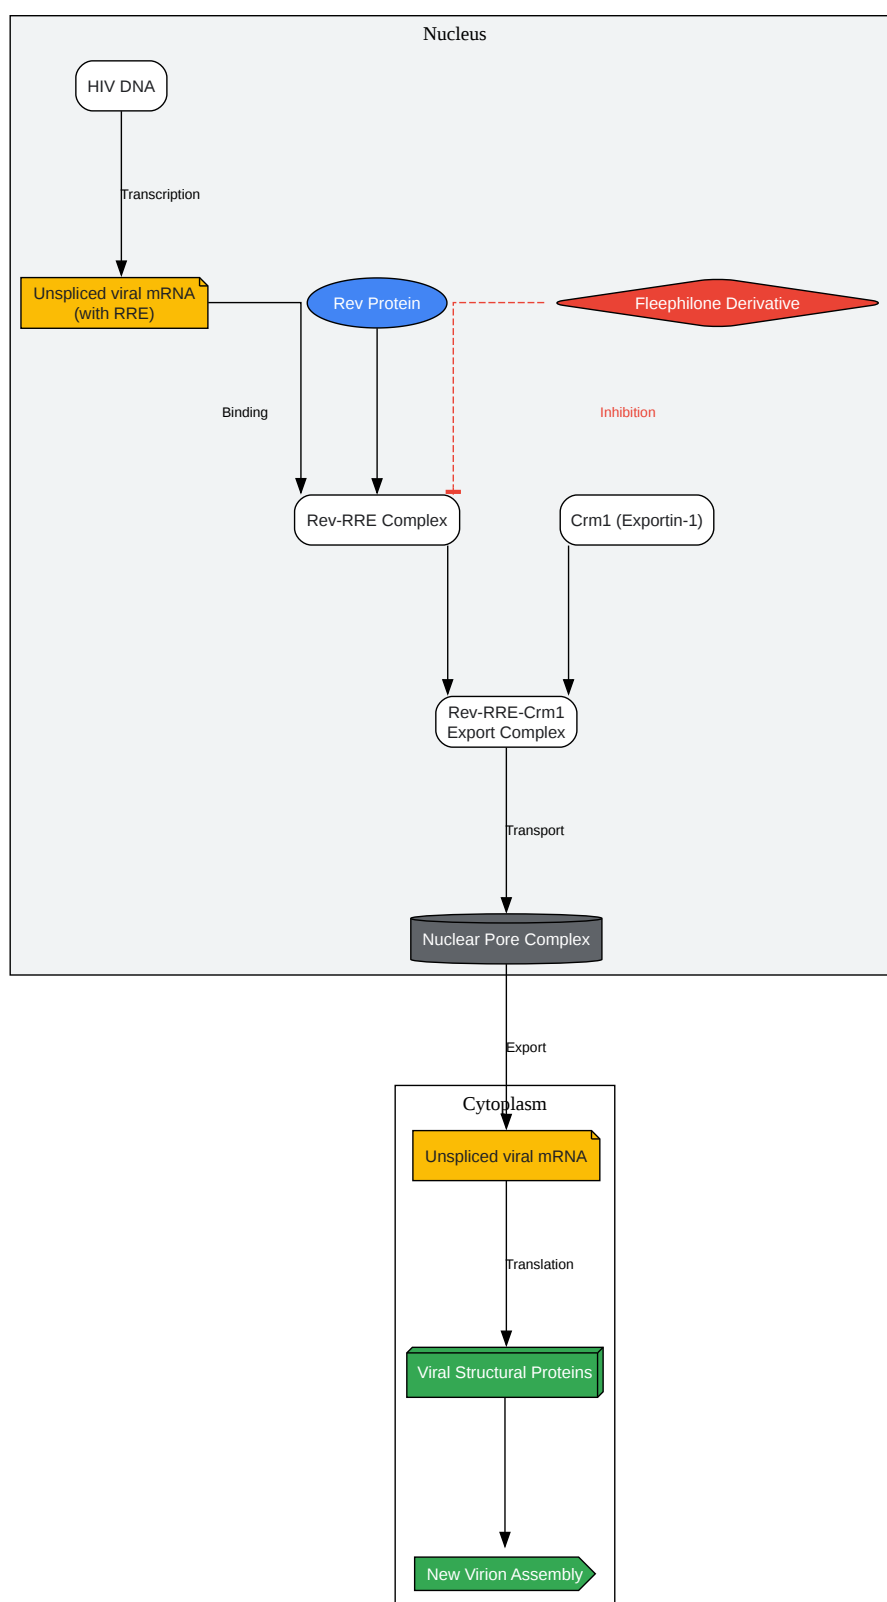 Nucleus
HIV DNA
Transcription
Unspliced viral mRNA
(with RRE)
Rev Protein
Fleephilone Derivative
Binding
Inhibition
Rev-RRE Complex
Crm1 (Exportin-1)
Rev-RRE-Crm1
Export Complex
Transport
Nuclear Pore Complex
Export
Cytoplasm
Unspliced viral mRNA
Translation
Viral Structural Proteins
New Virion Assembly